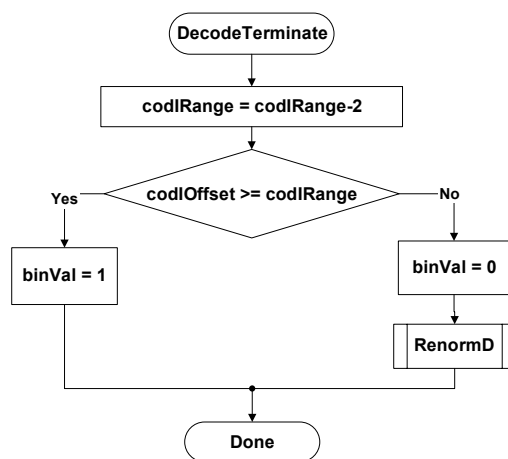 DecodeTerminate
codIRange = codIRange-2
codIOffset >= codIRange
Yes
No
binVal = 1
binVal = 0
RenormD
Done